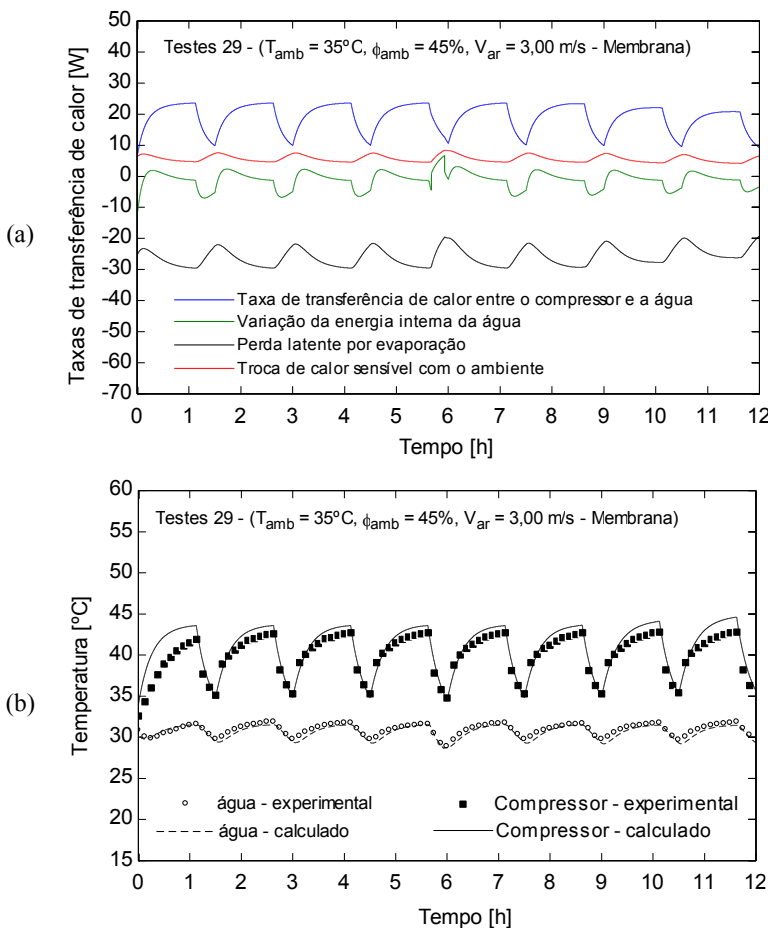 (a)
Taxas de transferência de calor [W]
50
40
30
20
10
0
-10
-20
-30
-40
-50
-60
-70
Testes 29 - (Tamb = 35ºC, ϕamb = 45%, Var = 3,00 m/s - Membrana)
Taxa de transferência de calor entre o compressor e a água
Variação da energia interna da água
Perda latente por evaporação
Troca de calor sensível com o ambiente
0 1 2 3 4 5 6 7 8 9 10 11 12
Tempo [h]
(b)
Temperatura [ºC]
60
55
50
45
40
35
30
25
20
15
Testes 29 - (Tamb = 35ºC, ϕamb = 45%, Var = 3,00 m/s - Membrana)
água - experimental
Compressor - experimental
água - calculado
Compressor - calculado
0 1 2 3 4 5 6 7 8 9 10 11 12
Tempo [h]